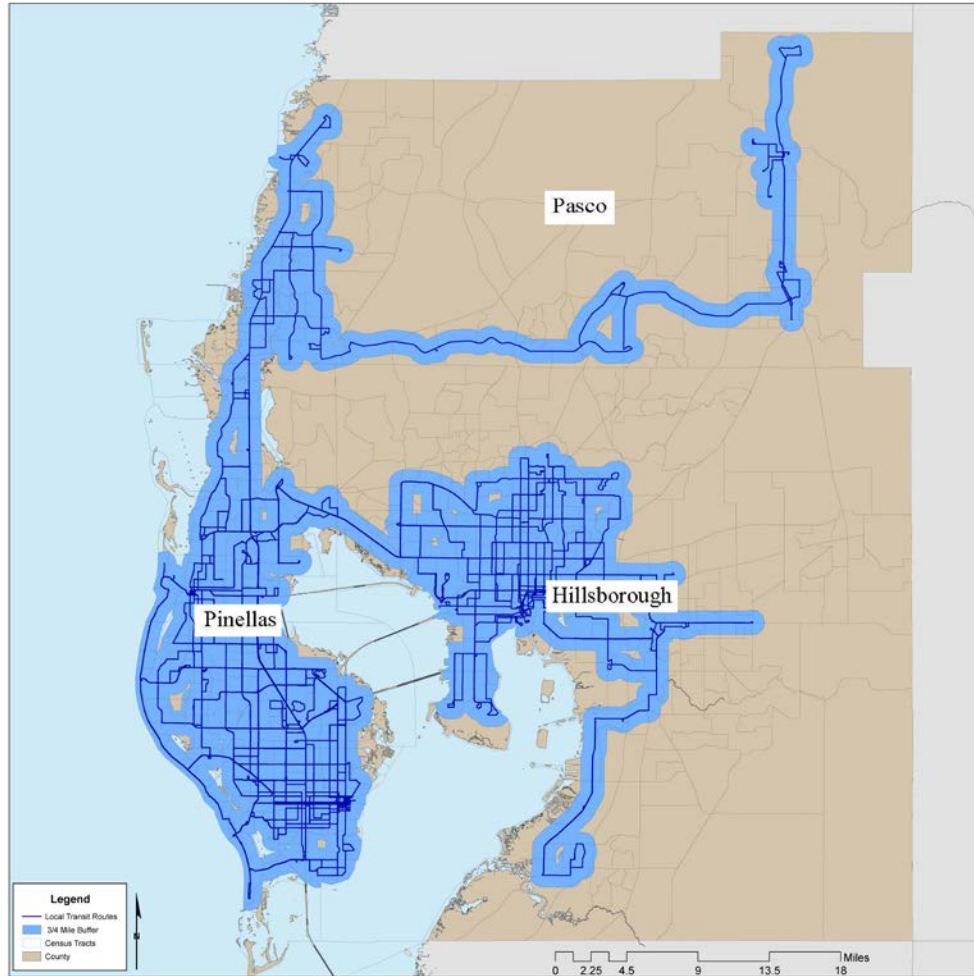 Pasco
Hillsborough
Pinellas
Legend
Local Transit Routes
3/4 Mile Buffer
Census Tracts
County
N
Miles
0 2.25 4.5 9 13.5 18